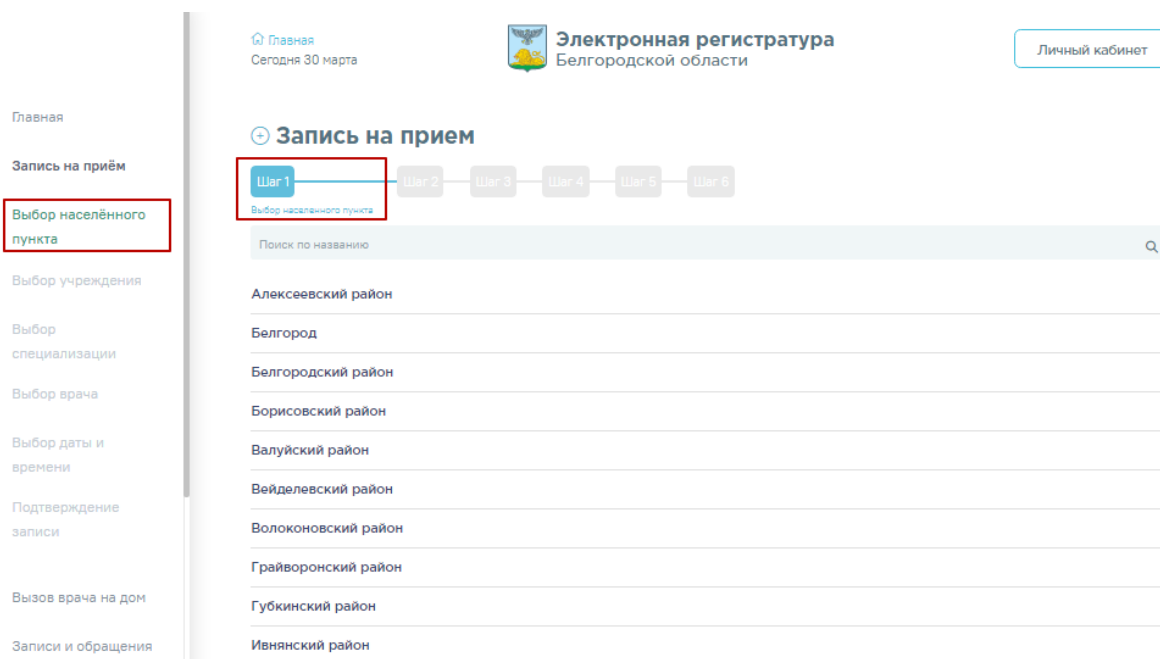 Главная
Сегодня 30 марта
Электронная регистратура
Белгородской области
Личный кабинет
Главная
Запись на приём
Выбор населённого
пункта
Выбор учреждения
Выбор
специализации
Выбор врача
Выбор даты и
времени
Подтверждение
записи
Вызов врача на дом
Записи и обращения
Запись на прием
Шаг 1 Шаг 2 Шаг 3 Шаг 4 Шаг 5 Шаг 6
Выбор населенного пункта
Поиск по названию
Алексеевский район
Белгород
Белгородский район
Борисовский район
Валуйский район
Вейделевский район
Волоконовский район
Грайворонский район
Губкинский район
Ивнянский район